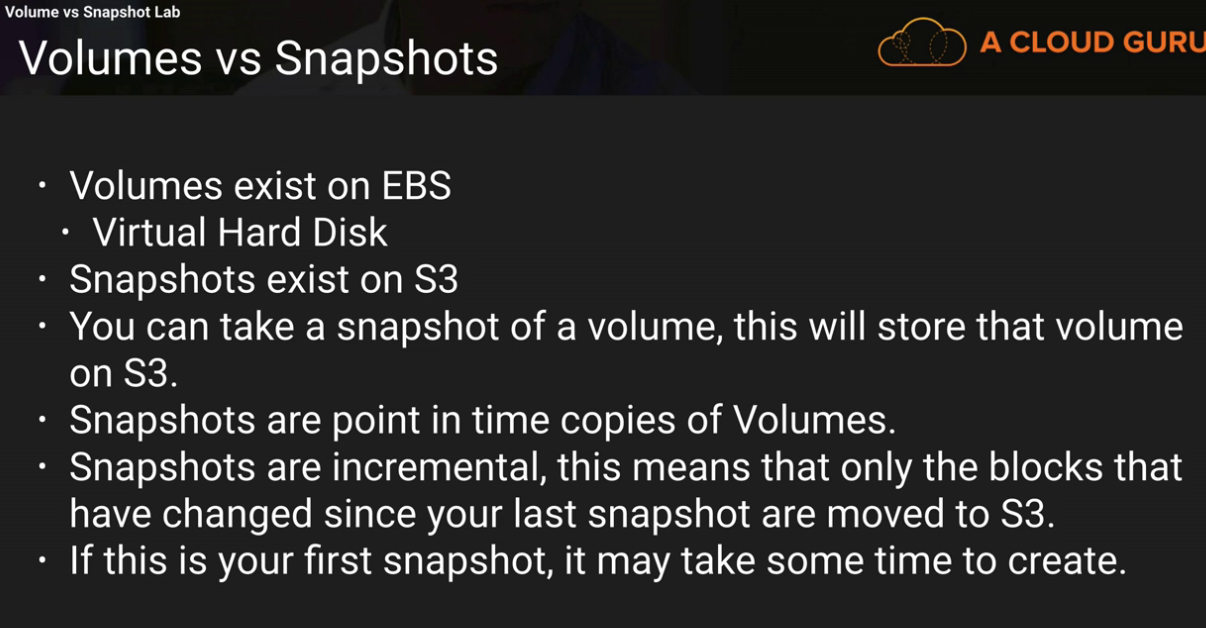 Volume vs Snapshot Lab
Volumes vs Snapshots
A CLOUD GURU
• Volumes exist on EBS
• Virtual Hard Disk
• Snapshots exist on S3
• You can take a snapshot of a volume, this will store that volume
on S3.
• Snapshots are point in time copies of Volumes.
• Snapshots are incremental, this means that only the blocks that
have changed since your last snapshot are moved to S3.
• If this is your first snapshot, it may take some time to create.